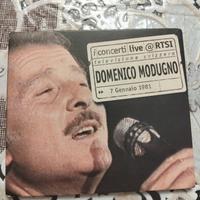 i concerti live @ RTSI
televisione svizzera
DOMENICO MODUGNO
7 Gennaio 1981